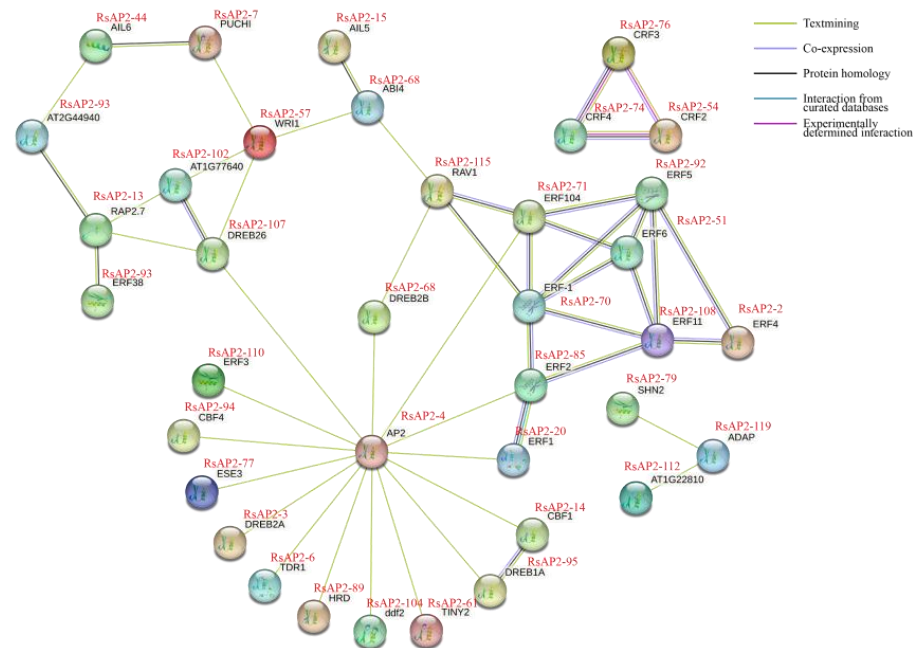 RsAP2-44
AIL6
RsAP2-7
PUCHI
RsAP2-15
AIL5
RsAP2-76
CRF3
Textmining
Co-expression
Protein homology
Interaction from
curated databases
Experimentally
determined interaction
RsAP2-93
AT2G44940
RsAP2-57
WRI1
RsAP2-68
ABI4
RsAP2-74
CRF4
RsAP2-54
CRF2
RsAP2-102
AT1G77640
RsAP2-115
RAV1
RsAP2-71
ERF104
RsAP2-92
ERF5
RsAP2-51
ERF6
RsAP2-13
RAP2.7
RsAP2-107
DREB26
RsAP2-93
ERF38
RsAP2-68
DREB2B
ERF-1
RsAP2-70
RsAP2-108
ERF11
RsAP2-2
ERF4
RsAP2-110
ERF3
RsAP2-85
ERF2
RsAP2-79
SHN2
RsAP2-94
CBF4
RsAP2-4
AP2
RsAP2-20
ERF1
RsAP2-119
ADAP
RsAP2-77
ESE3
RsAP2-112
AT1G22810
RsAP2-3
DREB2A
RsAP2-14
CBF1
RsAP2-6
TDR1
RsAP2-95
DREB1A
RsAP2-89
HRD
RsAP2-104
ddf2
RsAP2-61
TINY2